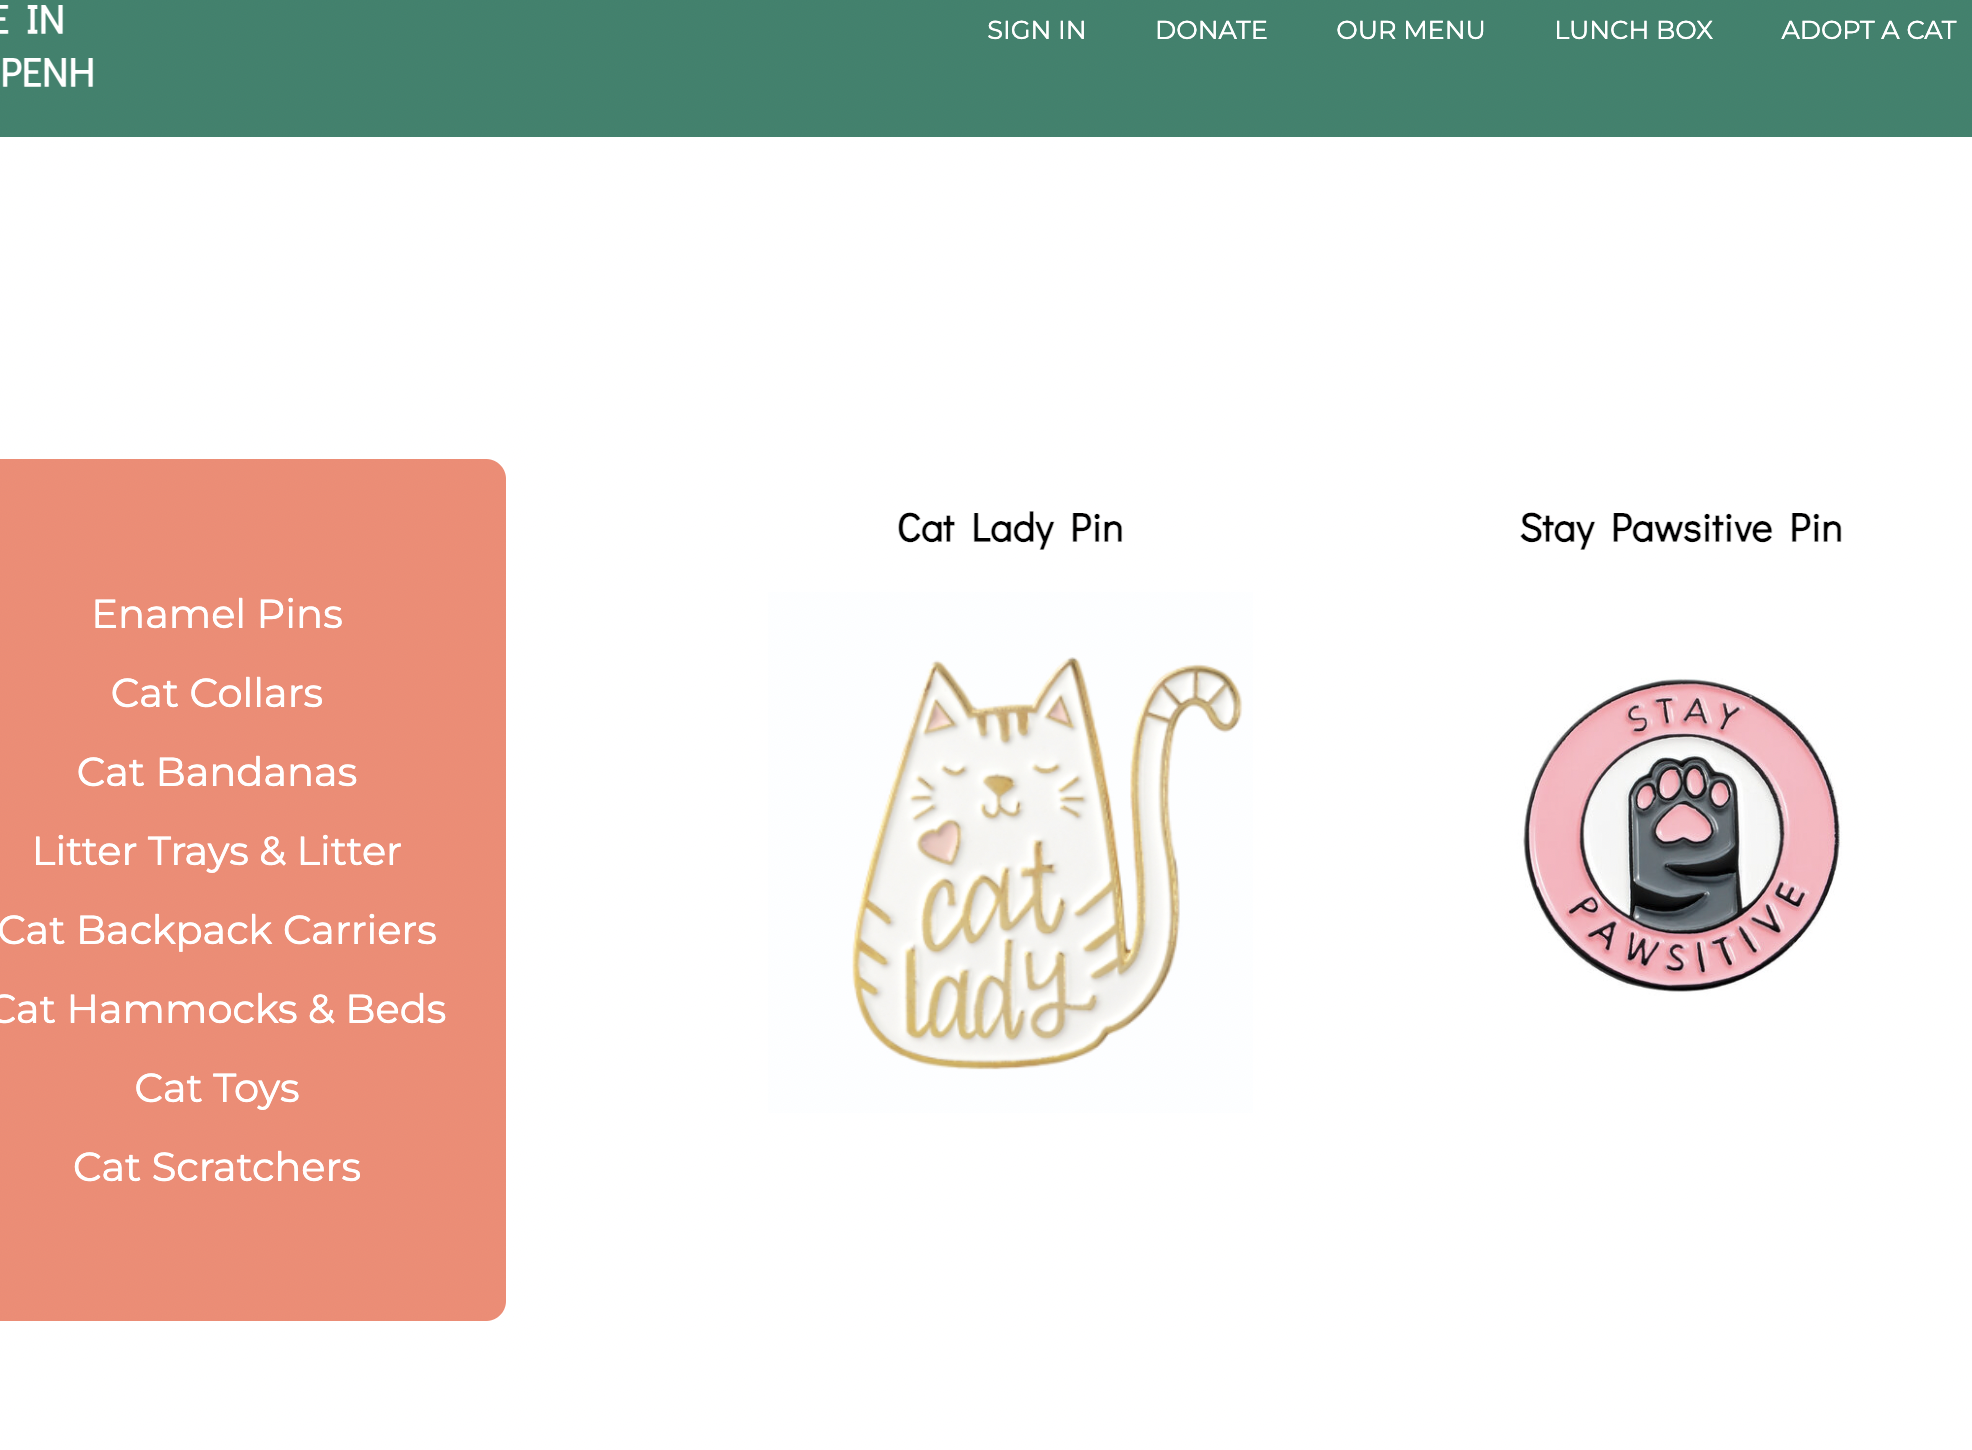 IN
SIGN IN
DONATE
OUR MENU
LUNCH BOX
ADOPT A CAT
Enamel Pins
Cat Collars
Cat Bandanas
Litter Trays & Litter
Cat Backpack Carriers
Cat Hammocks & Beds
Cat Toys
Cat Scratchers
Cat Lady Pin
cat
lady
Stay Pawsitive Pin
STAY
PAWSITIVE